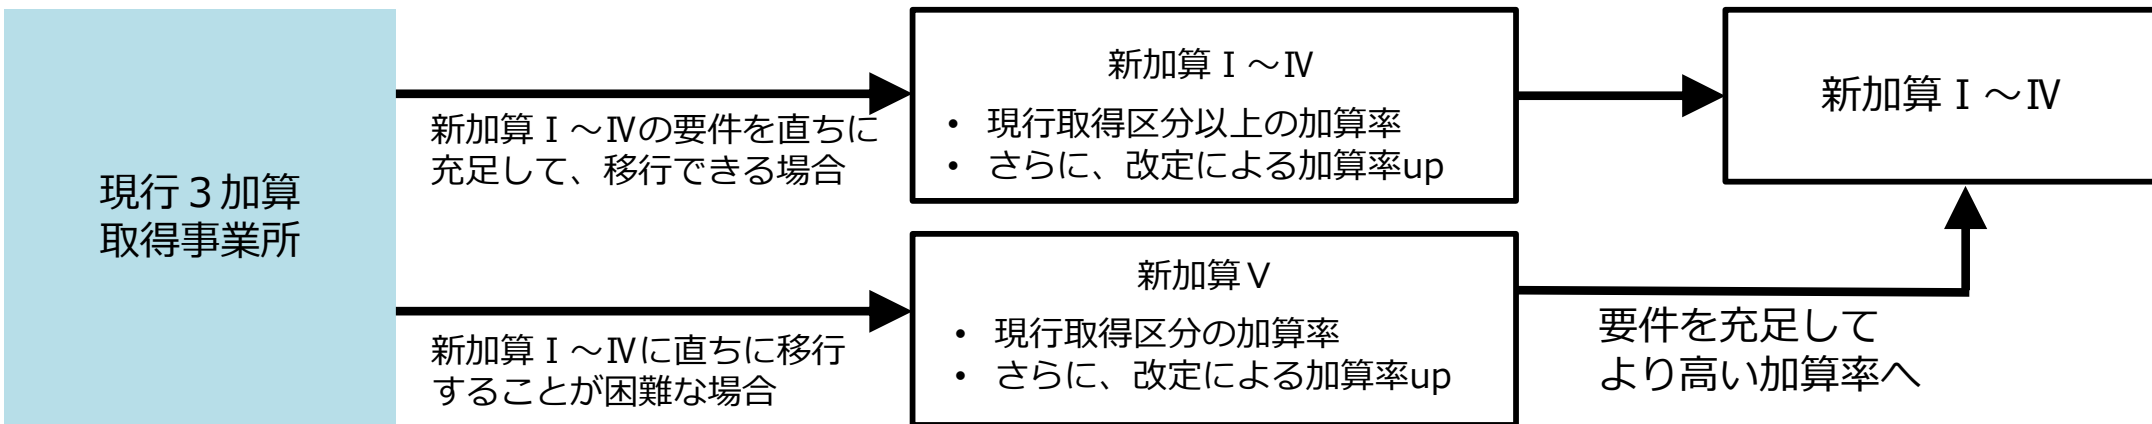 現行３加算
取得事業所
新加算Ⅰ～Ⅳの要件を直ちに
充足して、移行できる場合
新加算Ⅰ～Ⅳ
• 現行取得区分以上の加算率
• さらに、改定による加算率up
新加算Ⅰ～Ⅳ
新加算Ⅰ～Ⅳに直ちに移行
することが困難な場合
新加算Ⅴ
• 現行取得区分の加算率
• さらに、改定による加算率up
要件を充足して
より高い加算率へ